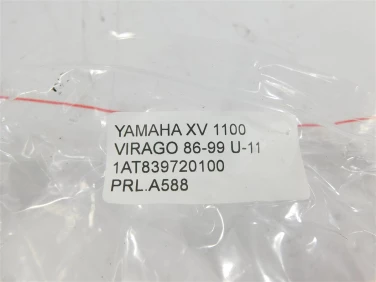 YAMAHA XV 1100
VIRAGO 86-99 U-11
1AT839720100
PRL.A588